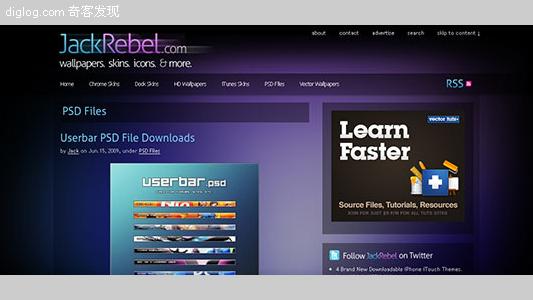 diglog.com 奇客发现
about contact advertise search skip to content ↓
JackRebel.com
wallpapers. skins. icons. & more.
Home Chrome Skins Desk Skins HD Wallpapers iTunes Skins PSD Files Vector Wallpapers RSS
PSD Files
Userbar PSD File Downloads
by Jack on Jun.15, 2009, under PSD Files
userbar.psd
vector tuts+
Learn
Faster
Source Files, Tutorials, Resources
JOIN FOR JUST $9 P/M FOR ALL TUTS SITES
Follow JackRebel on Twitter
4 Brand New Downloadable iPhone iTouch Themes.